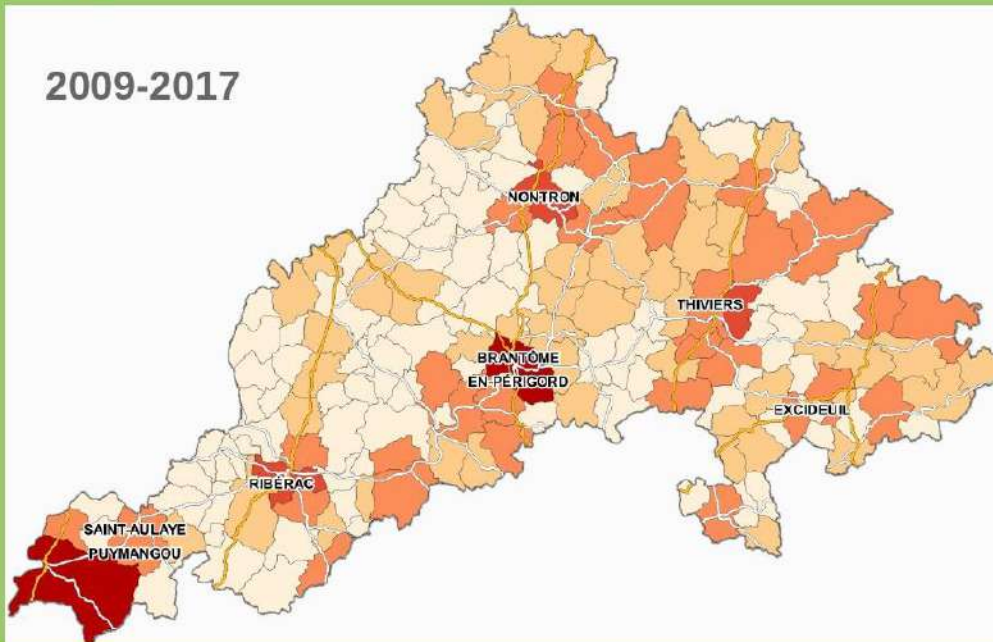 2009-2017
NONTRON
THIVIERS
BRANTÔME
EN-PÉRIGORD
EXCIDEUIL
RIBÉRAC
SAINT-AULAYE
PUYMANGOU